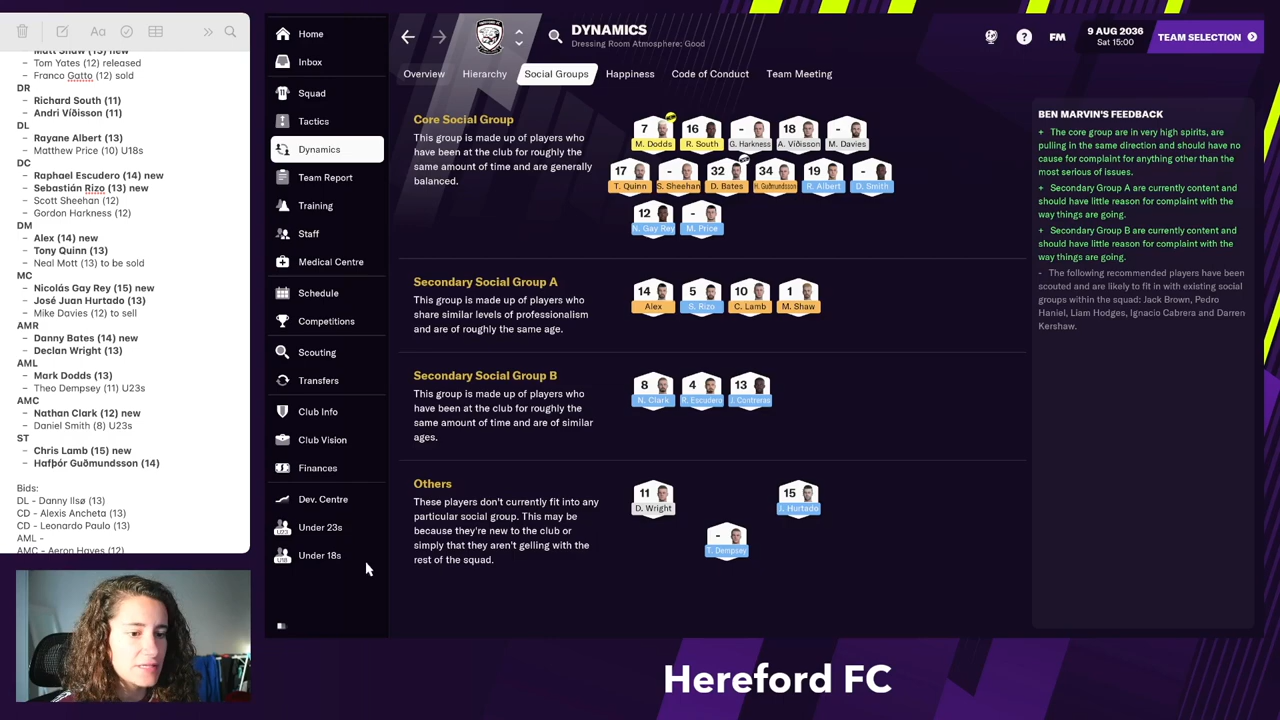 Aa
Matt Shaw (13) new
– Tom Yates (12) released
– Franco Gatto (12) sold
DR
– Richard South (11)
– Andri Víðisson (11)
DL
– Rayane Albert (13)
– Matthew Price (10) U18s
DC
– Raphael Escudero (14) new
– Sebastián Rizo (13) new
– Scott Sheehan (12)
– Gordon Harkness (12)
DM
– Alex (14) new
– Tony Quinn (13)
– Neal Mott (13) to be sold
MC
– Nicolás Gay Rey (15) new
– José Juan Hurtado (13)
– Mike Davies (12) to sell
AMR
– Danny Bates (14) new
– Declan Wright (13)
AML
– Mark Dodds (13)
– Theo Dempsey (11) U23s
AMC
– Nathan Clark (12) new
– Daniel Smith (8) U23s
ST
– Chris Lamb (15) new
– Hafþór Guðmundsson (14)
Bids:
DL - Danny Ilsø (13)
CD - Alexis Ancheta (13)
CD - Leonardo Paulo (13)
AML -
AMC - Aeron Hayes (12)
Home
Inbox
Squad
Tactics
Dynamics
Team Report
Training
Staff
Medical Centre
Schedule
Competitions
Scouting
Transfers
Club Info
Club Vision
Finances
Dev. Centre
Under 23s
Under 18s
DYNAMICS
Dressing Room Atmosphere: Good
FM
9 AUG 2036
Sat 15:00
TEAM SELECTION
Overview Hierarchy Social Groups Happiness Code of Conduct Team Meeting
Core Social Group
This group is made up of players who
have been at the club for roughly the
same amount of time and are generally
balanced.
7 16 - 18 -
M. Dodds R. South G. Harkness A. Víðisson M. Davies
17 - 32 34 19 -
T. Quinn S. Sheehan D. Bates H. Guðmundsson R. Albert D. Smith
12 -
N. Gay Rey M. Price
Secondary Social Group A
This group is made up of players who
share similar levels of professionalism
and are of roughly the same age.
14 5 10 1
Alex S. Rizo C. Lamb M. Shaw
Secondary Social Group B
This group is made up of players who
have been at the club for roughly the
same amount of time and are of similar
ages.
8 4 13
N. Clark R. Escudero J. Contreras
Others
These players don't currently fit into any
particular social group. This may be
because they're new to the club or
simply that they aren't gelling with the
rest of the squad.
11 15
D. Wright J. Hurtado
-
T. Dempsey
BEN MARVIN'S FEEDBACK
+ The core group are in very high spirits, are
pulling in the same direction and should have no
cause for complaint for anything other than the
most serious of issues.
+ Secondary Group A are currently content and
should have little reason for complaint with the
way things are going.
+ Secondary Group B are currently content and
should have little reason for complaint with the
way things are going.
- The following recommended players have been
scouted and are likely to fit in with existing social
groups within the squad: Jack Brown, Pedro
Haniel, Liam Hodges, Ignacio Cabrera and Darren
Kershaw.
Hereford FC